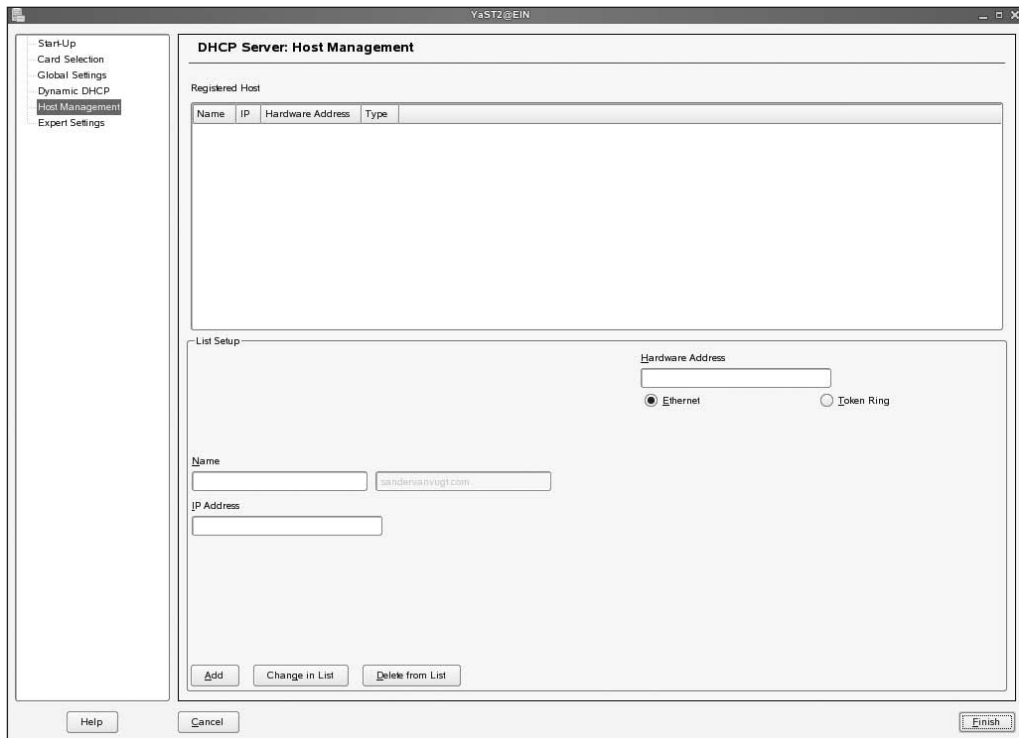 YaST2@EIN
Start-Up
Card Selection
Global Settings
Dynamic DHCP
Host Management
Expert Settings
DHCP Server: Host Management
Registered Host
Name IP Hardware Address Type
List Setup
Hardware Address
Ethernet Token Ring
Name
sandervanvugt.com
IP Address
Add Change in List Delete from List
Help Cancel Finish